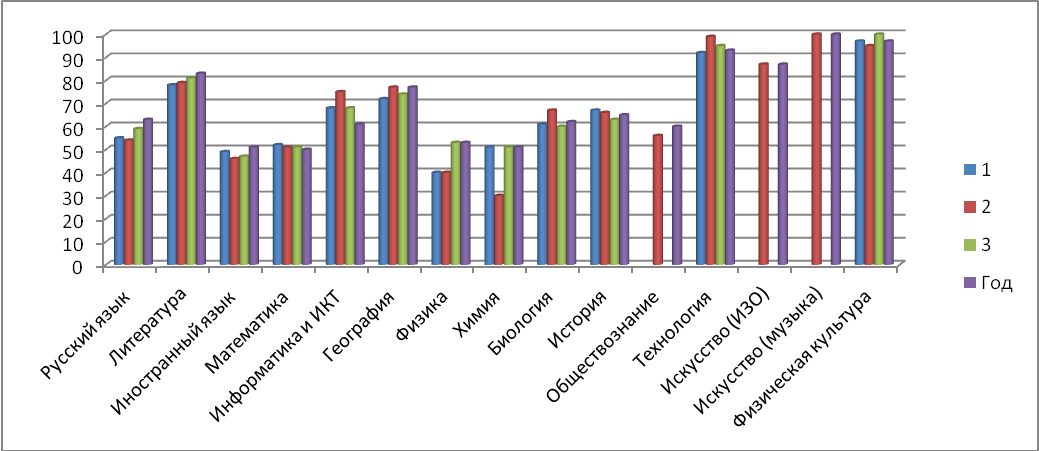 100
90
80
70
60
50
40
30
20
10
0
Русский язык
Литература
Иностранный язык
Математика
Информатика и ИКТ
География
Физика
Химия
Биология
История
Обществознание
Технология
Искусство (ИЗО)
Искусство (музыка)
Физическая культура
1
2
3
Год